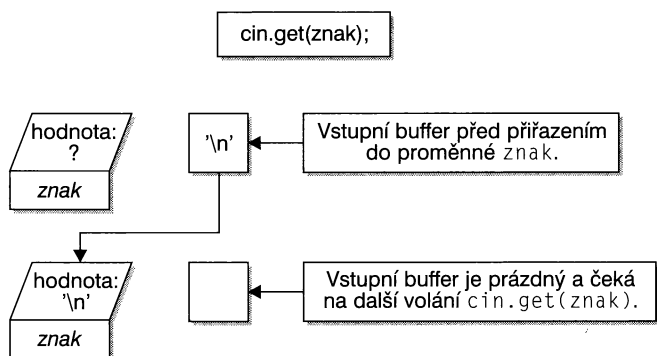 cin.get(znak);
hodnota:
?
znak
'\n'
Vstupní buffer před přiřazením
do proměnné znak.
hodnota:
'\n'
znak
Vstupní buffer je prázdný a čeká
na další volání cin.get(znak).